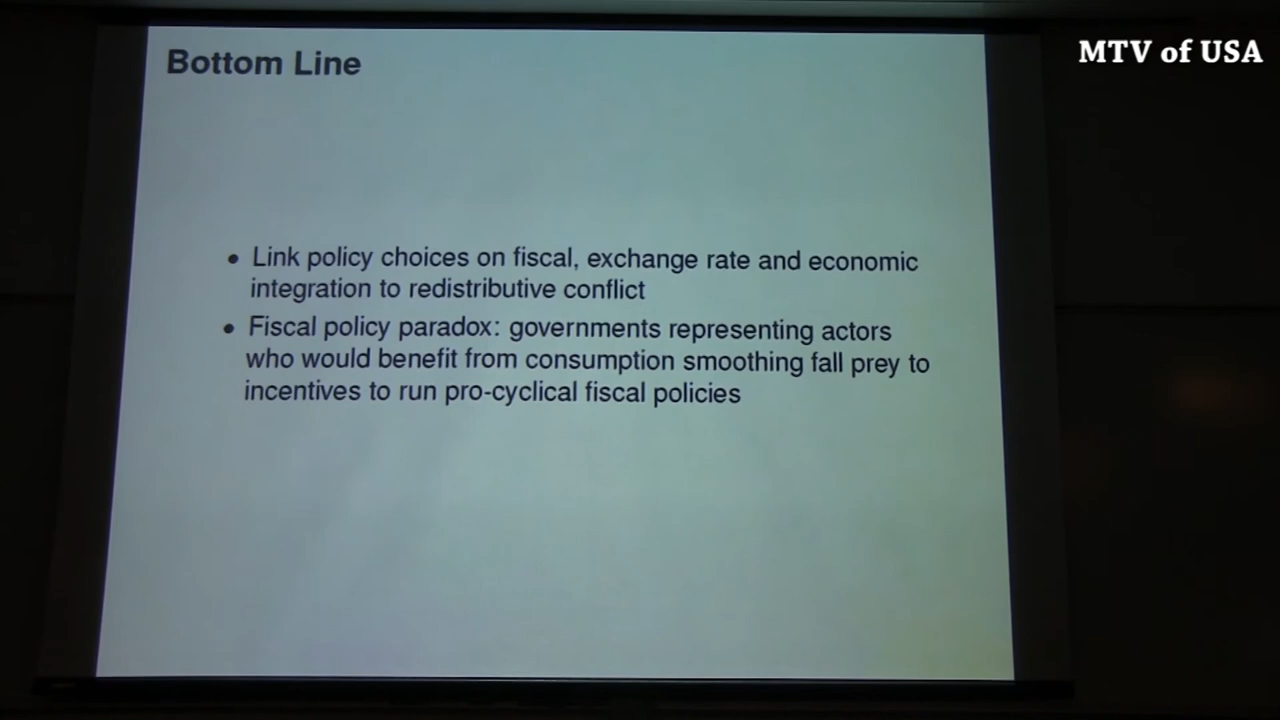 Bottom Line
MTV of USA
• Link policy choices on fiscal, exchange rate and economic
integration to redistributive conflict
• Fiscal policy paradox: governments representing actors
who would benefit from consumption smoothing fall prey to
incentives to run pro-cyclical fiscal policies